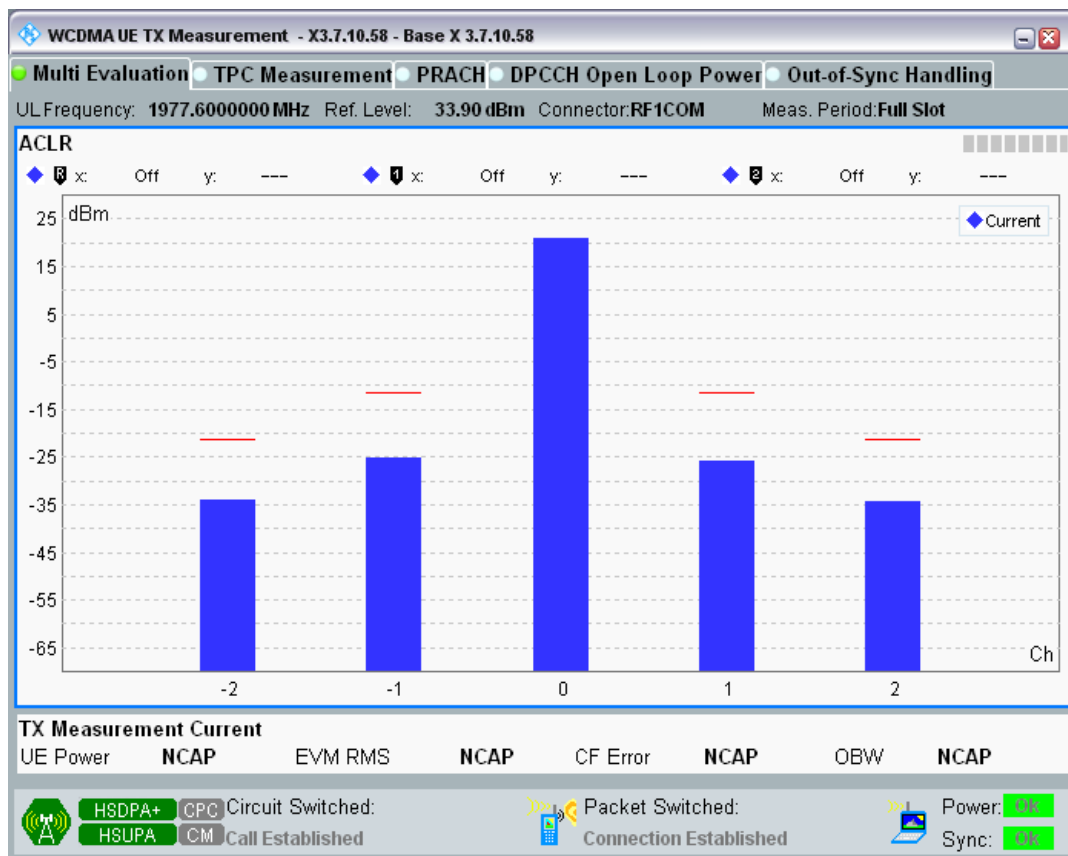 WCDMA UE TX Measurement - X3.7.10.58 - Base X 3.7.10.58
Multi Evaluation TPC Measurement PRACH DPCCH Open Loop Power Out-of-Sync Handling
UL Frequency: 1977.6000000 MHz Ref. Level: 33.90 dBm Connector:RF1COM Meas. Period:Full Slot
ACLR
R x: Off y: --- 1 x: Off y: --- 2 x: Off y: ---
dBm
Current
25
15
5
-5
-15
-25
-35
-45
-55
-65
Ch
-2 -1 0 1 2
TX Measurement Current
UE Power NCAP EVM RMS NCAP CF Error NCAP OBW NCAP
HSDPA+ CPC Circuit Switched: Packet Switched: Power: OK
HSUPA CM Call Established Connection Established Sync: OK